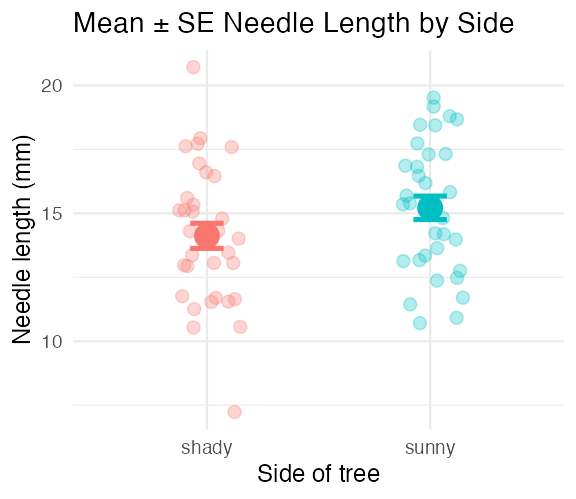 Mean ± SE Needle Length by Side
20
15
10
Needle length (mm)
shady
sunny
Side of tree